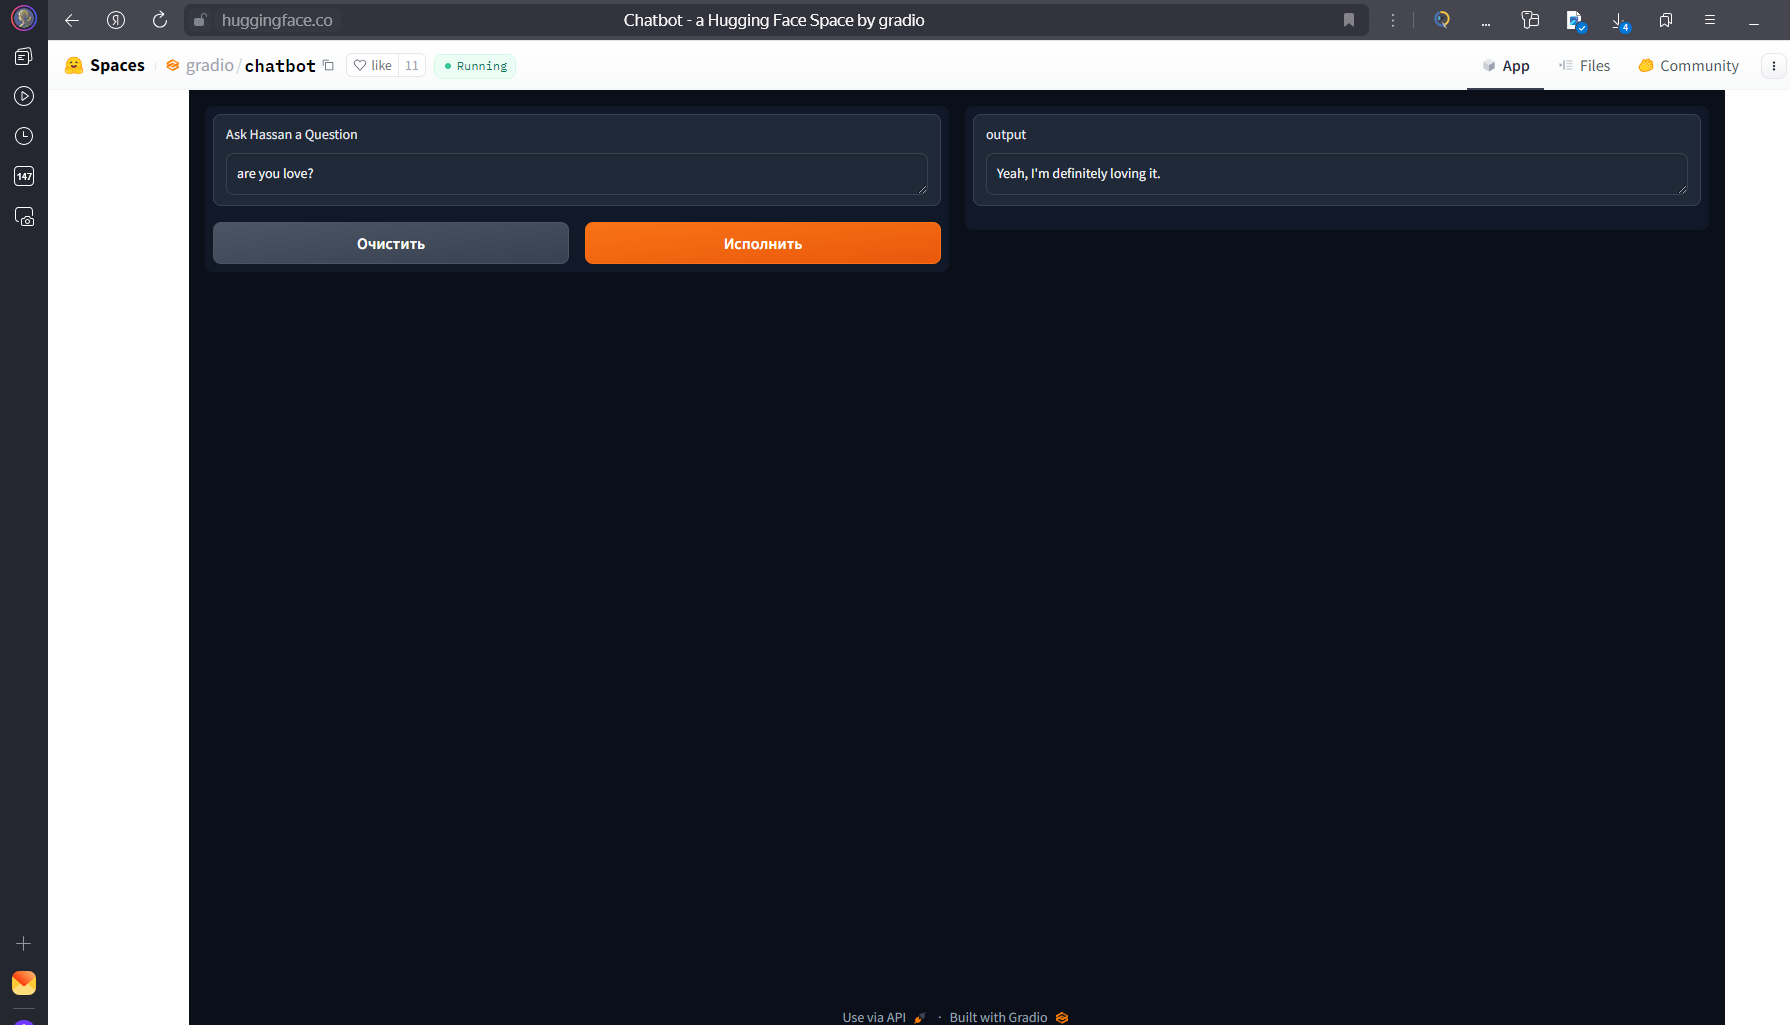 Я
huggingface.co
Chatbot - a Hugging Face Space by gradio
...
4
147
Spaces
gradio/chatbot
like 11
Running
App
Files
Community
Ask Hassan a Question
are you love?
Очистить
Исполнить
output
Yeah, I'm definitely loving it.
Use via API · Built with Gradio